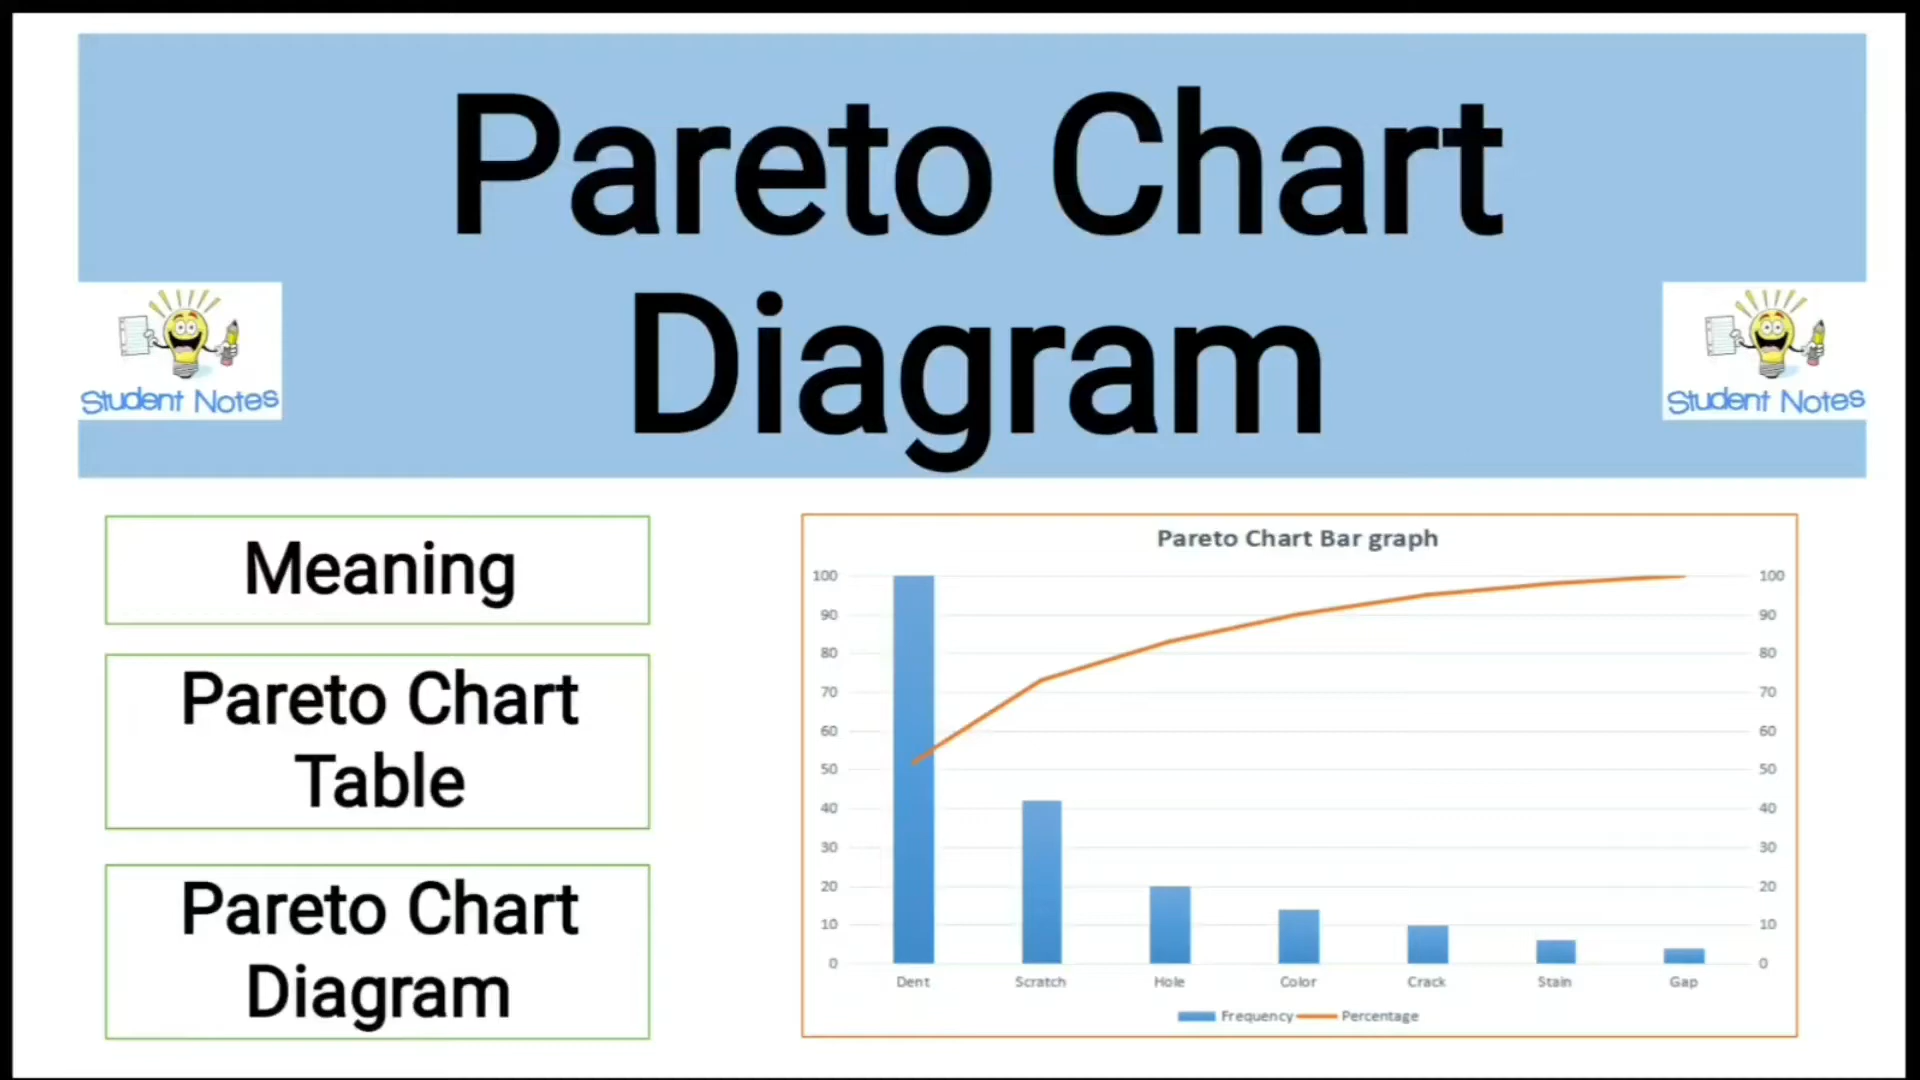 Pareto Chart
Diagram
Student Notes
Student Notes
Meaning
Pareto Chart
Table
Pareto Chart
Diagram
Pareto Chart Bar graph
100
90
80
70
60
50
40
30
20
10
0
100
90
80
70
60
50
40
30
20
10
0
Dent Scratch Hole Color Crack Stain Gap
Frequency Percentage